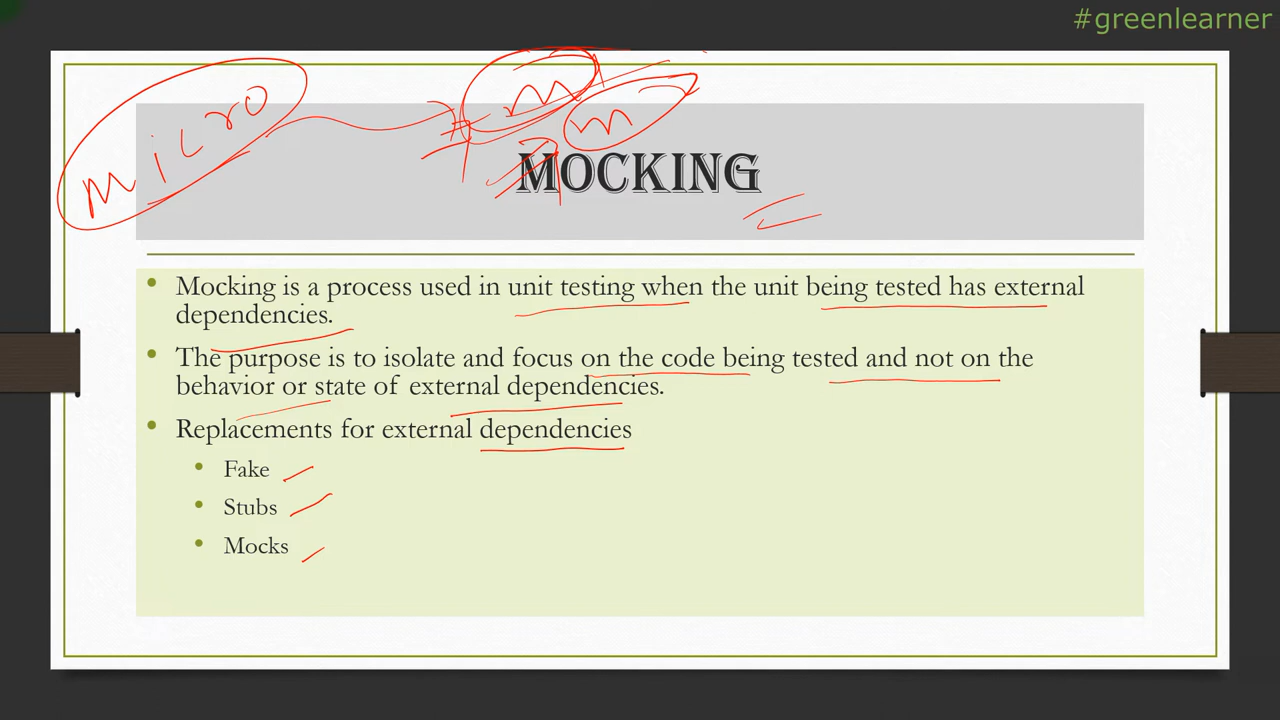 #greenlearner
micro
m
m
MOCKING
• Mocking is a process used in unit testing when the unit being tested has external
dependencies.
• The purpose is to isolate and focus on the code being tested and not on the
behavior or state of external dependencies.
• Replacements for external dependencies
• Fake
• Stubs
• Mocks